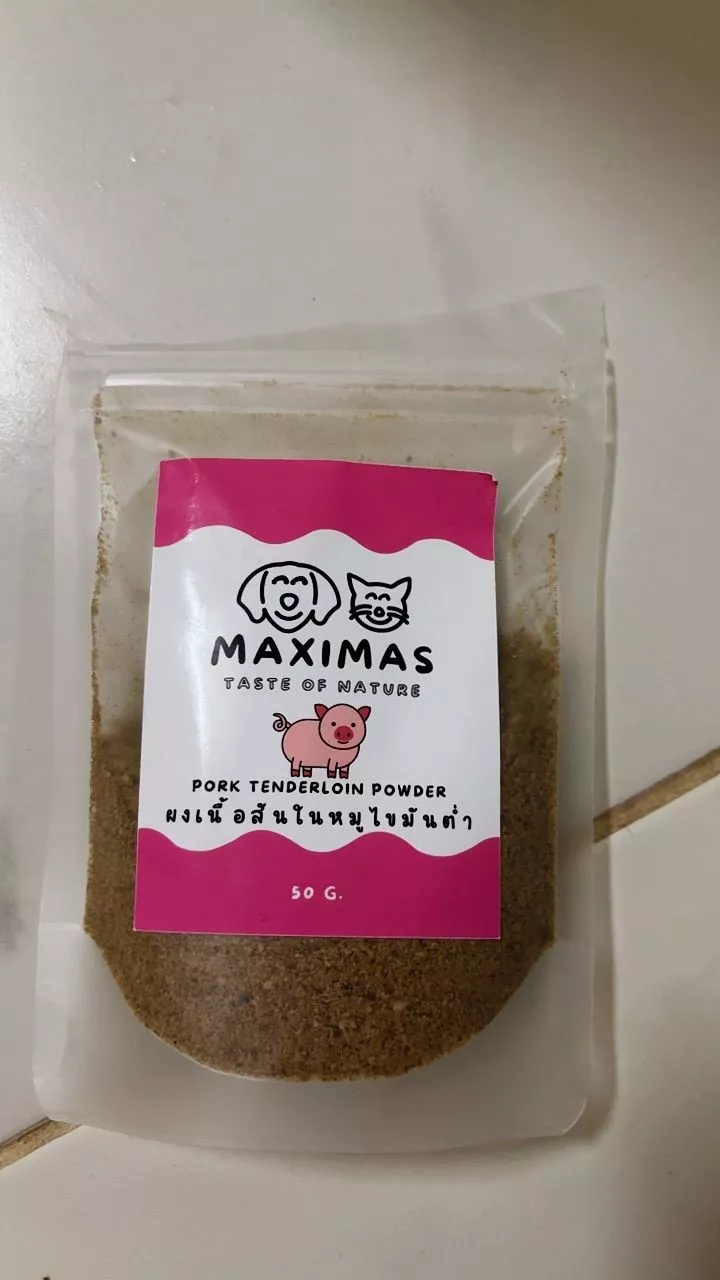 MAXIMAS
TASTE OF NATURE
PORK TENDERLOIN POWDER
ผงเนื้อสันในหมูไขมันต่ำ
50 G.